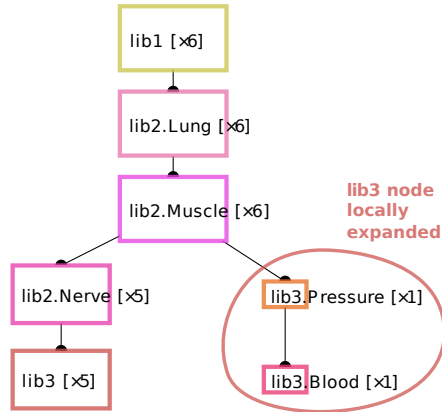 lib1 [×6]
lib2.Lung [×6]
lib2.Muscle [×6]
lib3 node
locally
expanded
lib2.Nerve [×5]
lib3.Pressure [×1]
lib3 [×5]
lib3.Blood [×1]